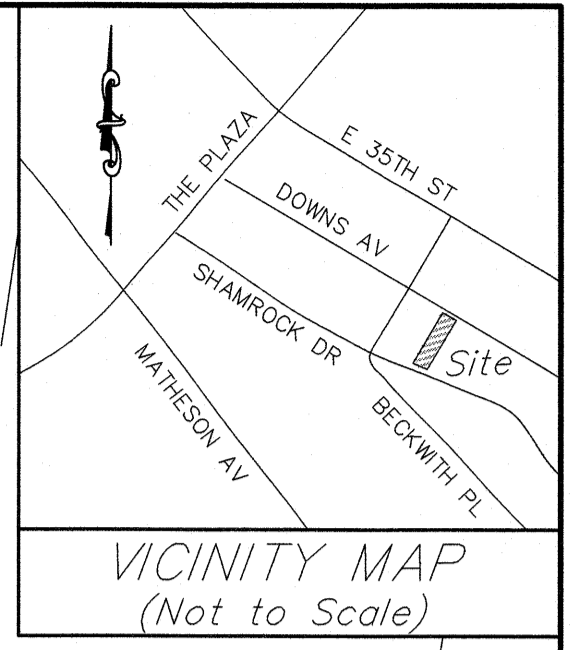 THE PLAZA
E 35TH ST
DOWNS AV
SHAMROCK DR
Site
MATHESON AV
BECKWITH PL
VICINITY MAP
(Not to Scale)